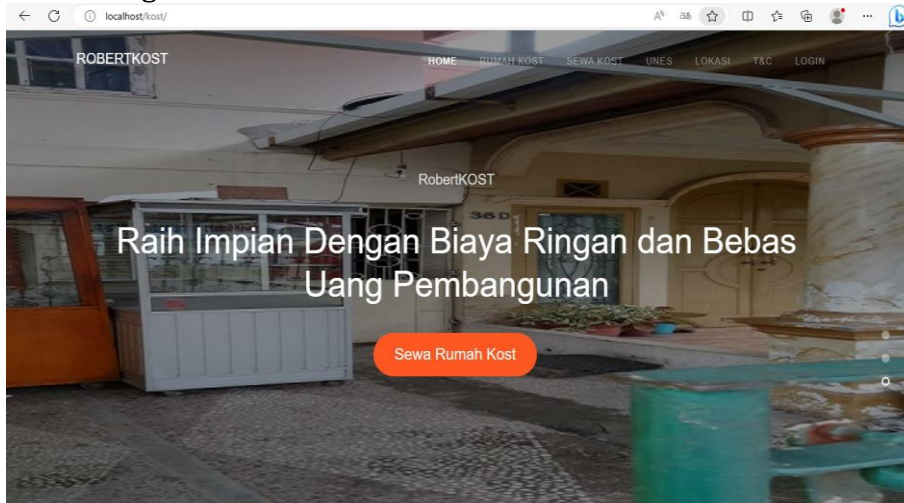 localhost/kost/
ROBERTKOST
HOME RUMAH KOST SEWA KOST UNES LOKASI T&C LOGIN
RobertKOST
36D
Raih Impian Dengan Biaya Ringan dan Bebas
Uang Pembangunan
Sewa Rumah Kost